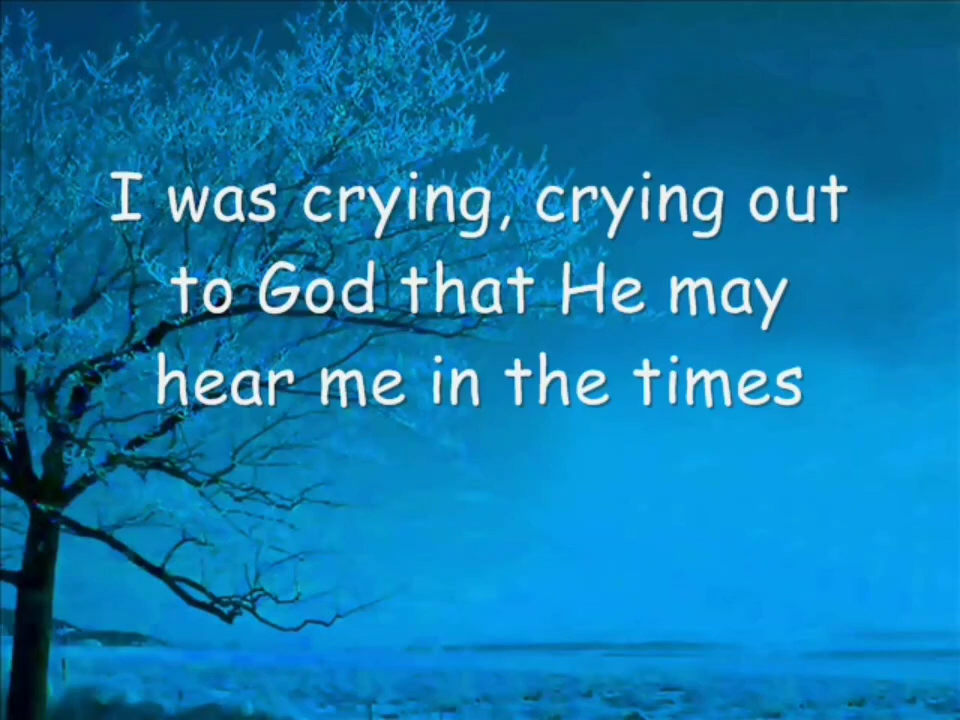 I was crying, crying out
to God that He may
hear me in the times